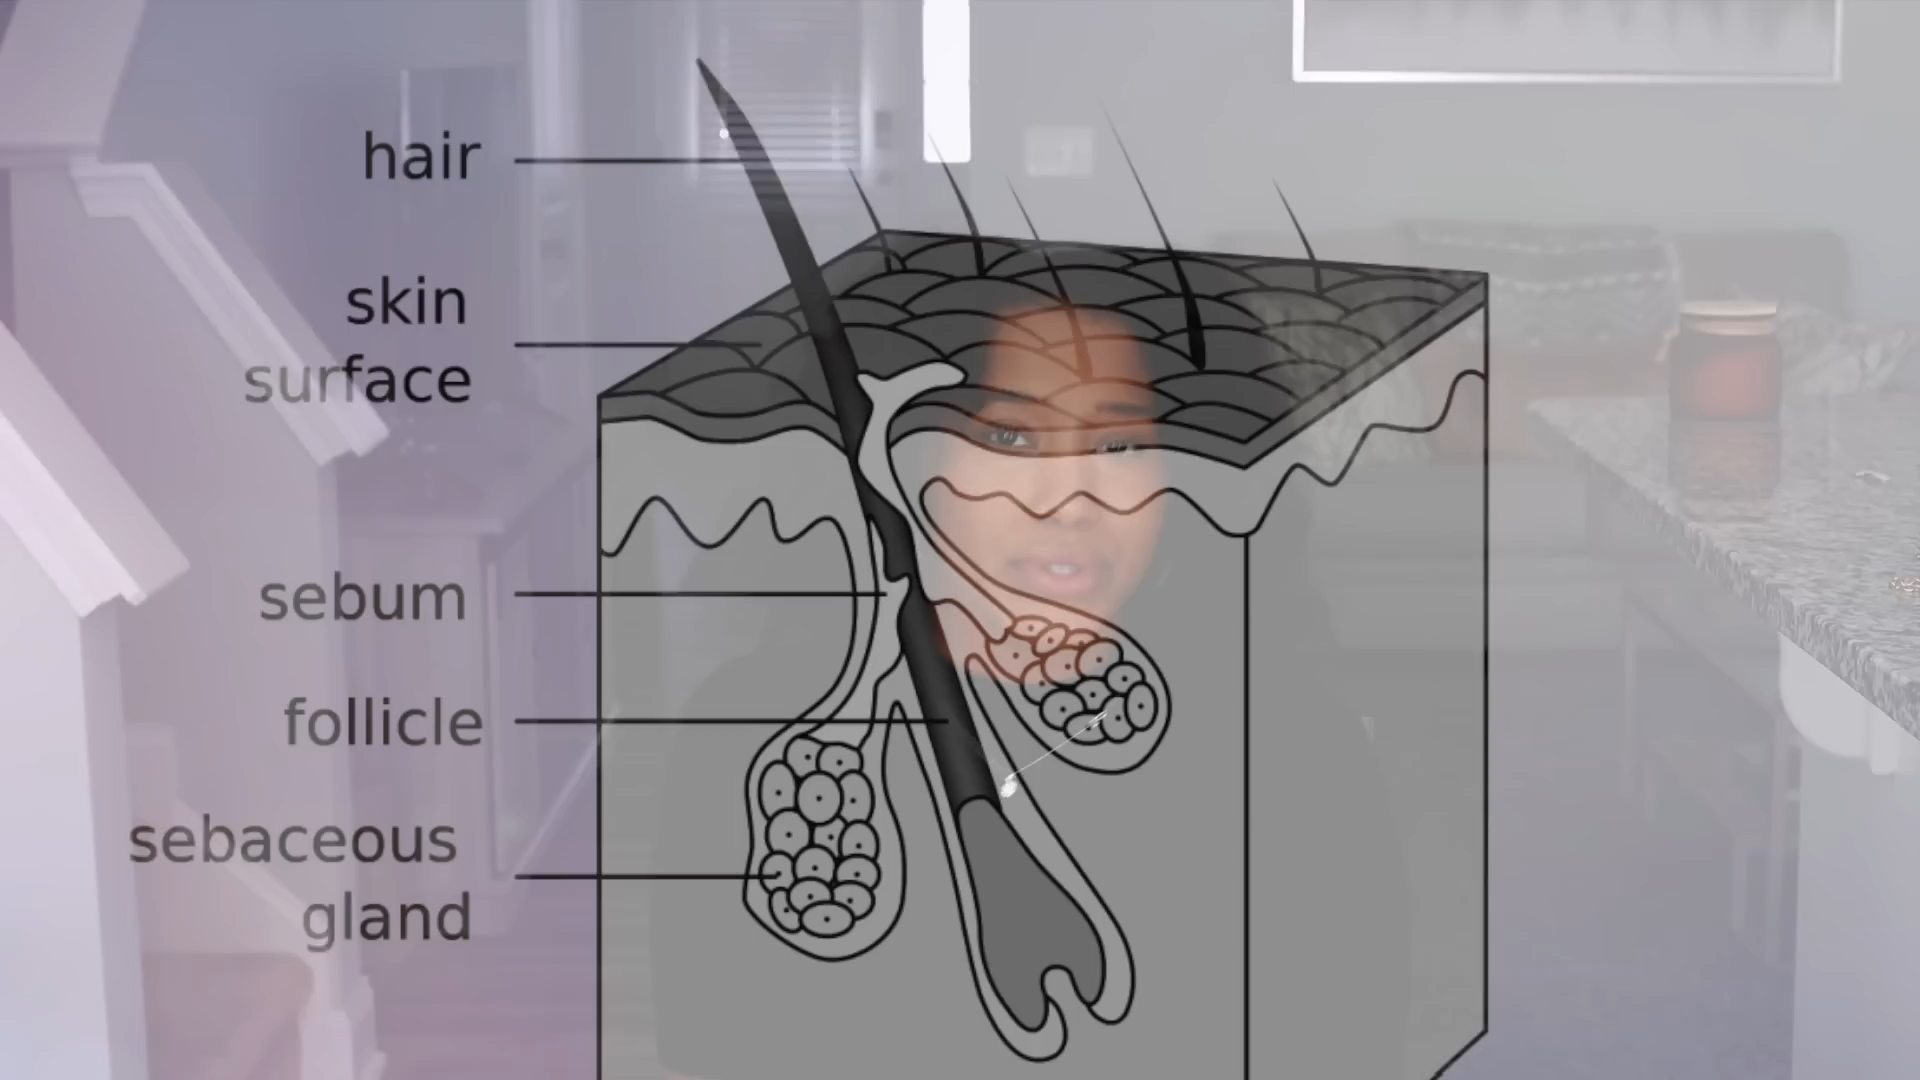 hair
skin
surface
sebum
follicle
sebaceous
gland